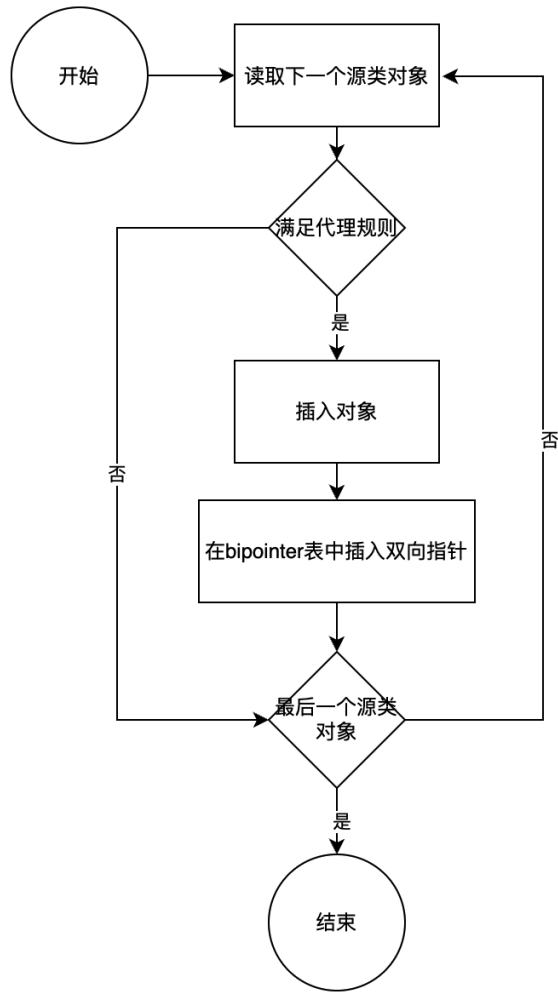 开始
读取下一个源类对象
满足代理规则
是
插入对象
否
否
在bipointer表中插入双向指针
最后一个源类
对象
是
结束